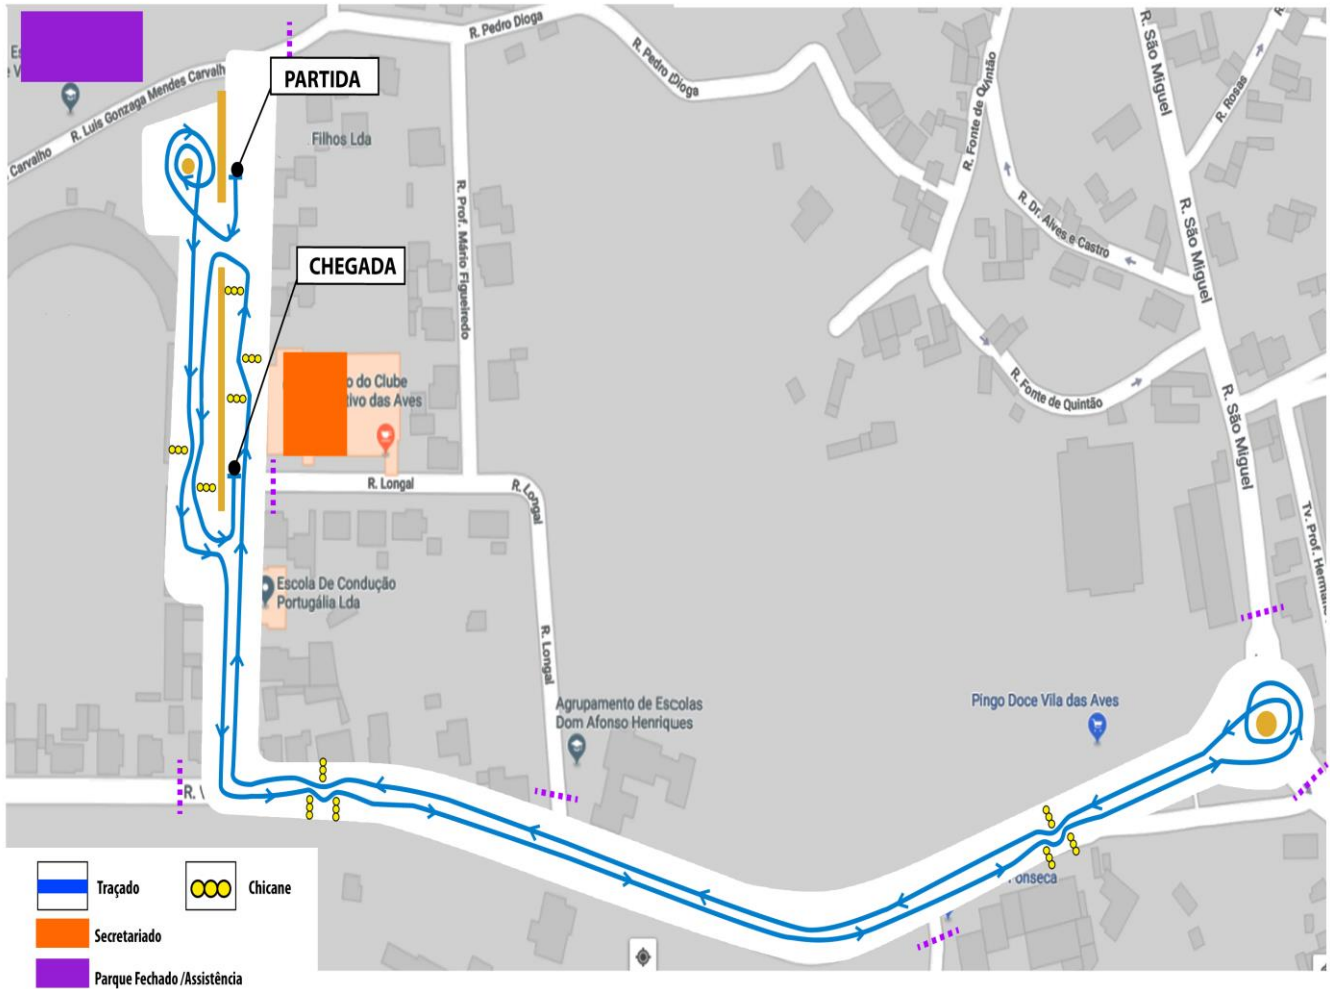 R. Pedro Dioga
R. Pedro Dioga
R. São Miguel
R. Rosas
R. Fonte de Quintão
R. Luis Gonzaga Mendes Carvalh
Carvalho
PARTIDA
Filhos Lda
R. Prof. Mário Figueiredo
R. Dr. Alves e Castro
R. São Miguel
CHEGADA
o do Clube
tivo das Aves
R. Fonte de Quintão
R. São Miguel
R. Longal
R. Longal
Tv. Prof. Herman
Escola De Condução
Portugália Lda
R. Longal
Agrupamento de Escolas
Dom Afonso Henriques
Pingo Doce Vila das Aves
R.
Fonseca
Traçado
Chicane
Secretariado
Parque Fechado /Assistência